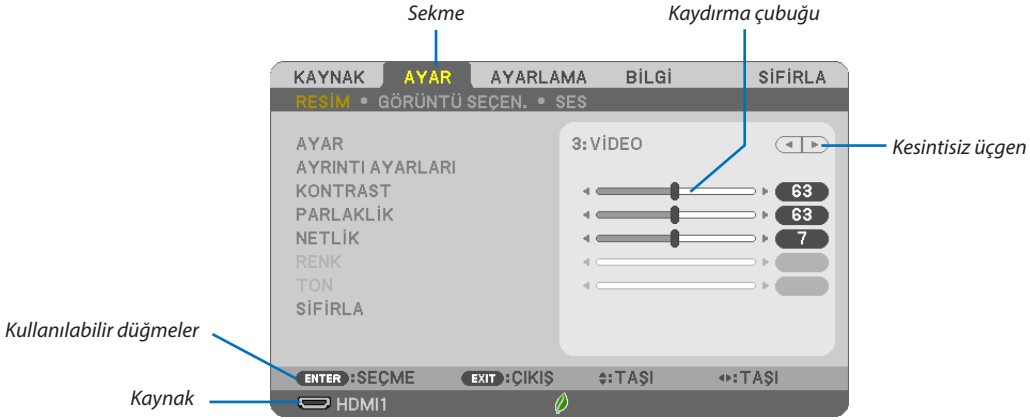 Sekme
Kaydırma çubuğu
KAYNAK AYAR AYARLAMA BİLGİ SİFİRLA
RESİM • GÖRÜNTÜ SEÇEN. • SES
AYAR 3:VİDEO
Kesintisiz üçgen
AYRINTI AYARLARI
KONTRAST 63
PARLAKLİK 63
NETLİK 7
RENK
TON
SİFİRLA
Kullanılabilir düğmeler
ENTER :SEÇME EXIT :ÇIKIŞ :TAŞI :TAŞI
Kaynak
HDMI1